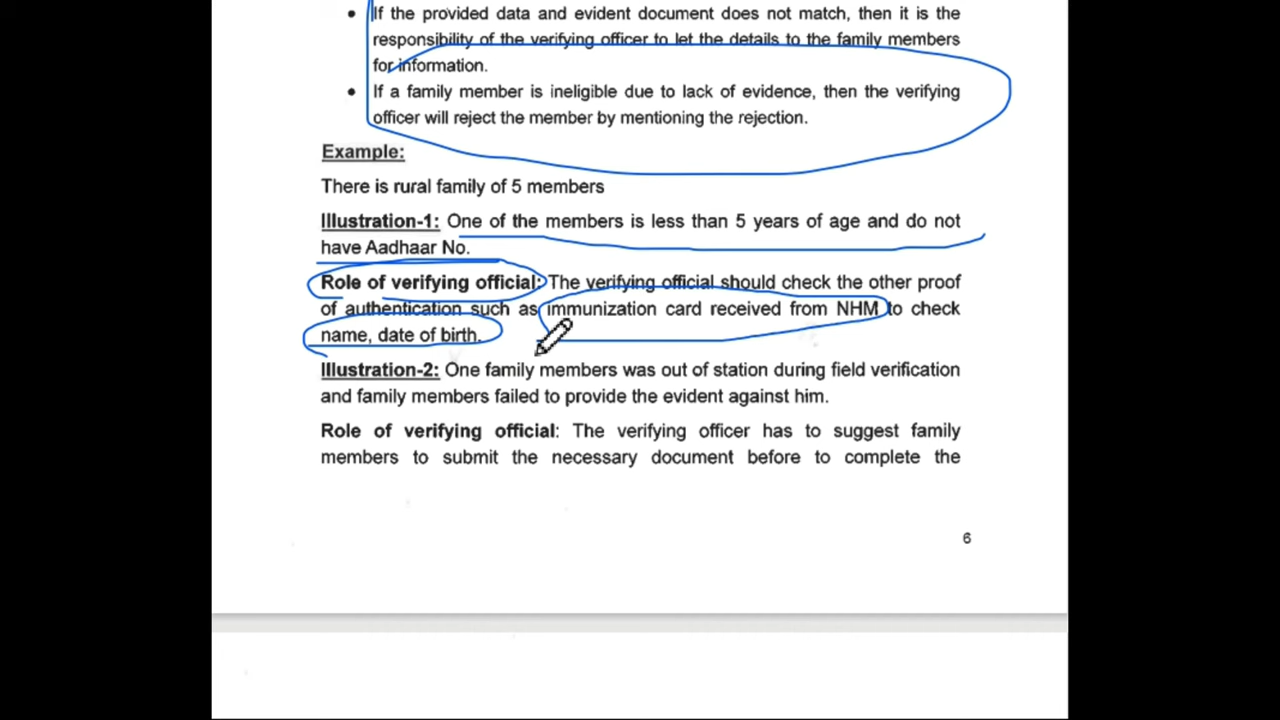 • If the provided data and evident document does not match, then it is the
responsibility of the verifying officer to let the details to the family members
for information.
• If a family member is ineligible due to lack of evidence, then the verifying
officer will reject the member by mentioning the rejection.
Example:
There is rural family of 5 members
Illustration-1: One of the members is less than 5 years of age and do not
have Aadhaar No.
Role of verifying official: The verifying official should check the other proof
of authentication such as immunization card received from NHM to check
name, date of birth.
Illustration-2: One family members was out of station during field verification
and family members failed to provide the evident against him.
Role of verifying official: The verifying officer has to suggest family
members to submit the necessary document before to complete the
6